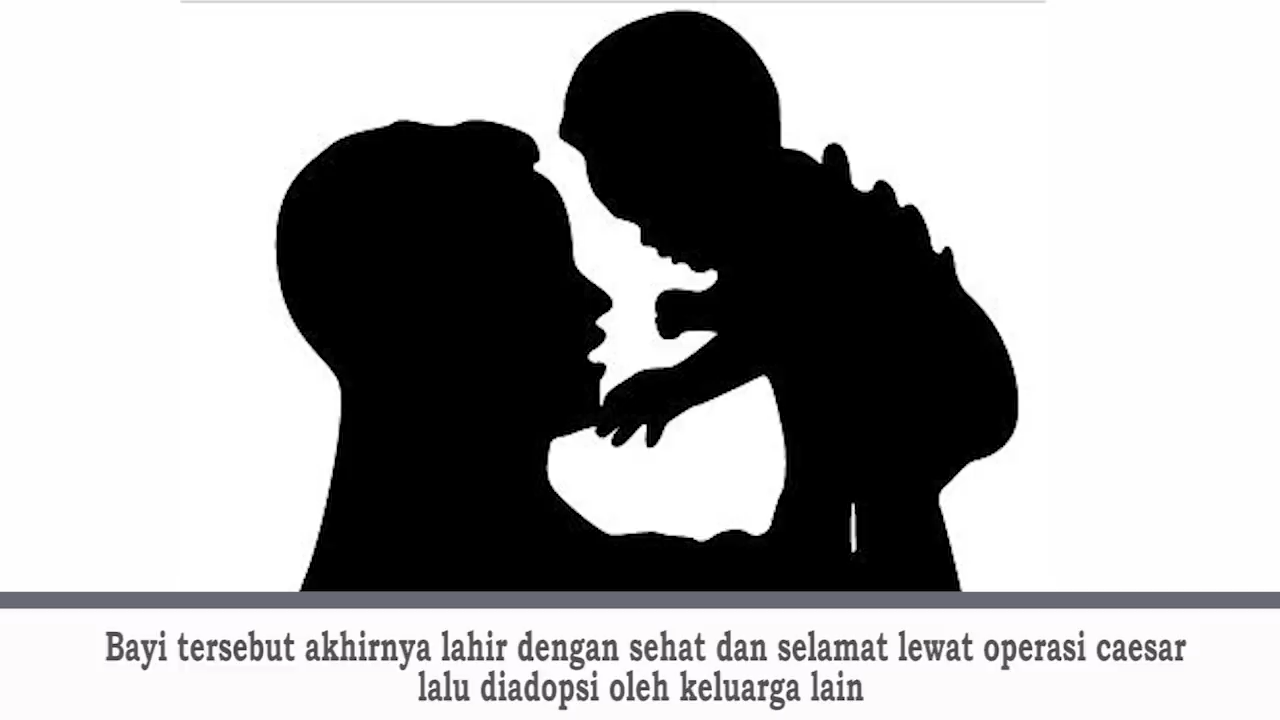 Bayi tersebut akhirnya lahir dengan sehat dan selamat lewat operasi caesar
lalu diadopsi oleh keluarga lain